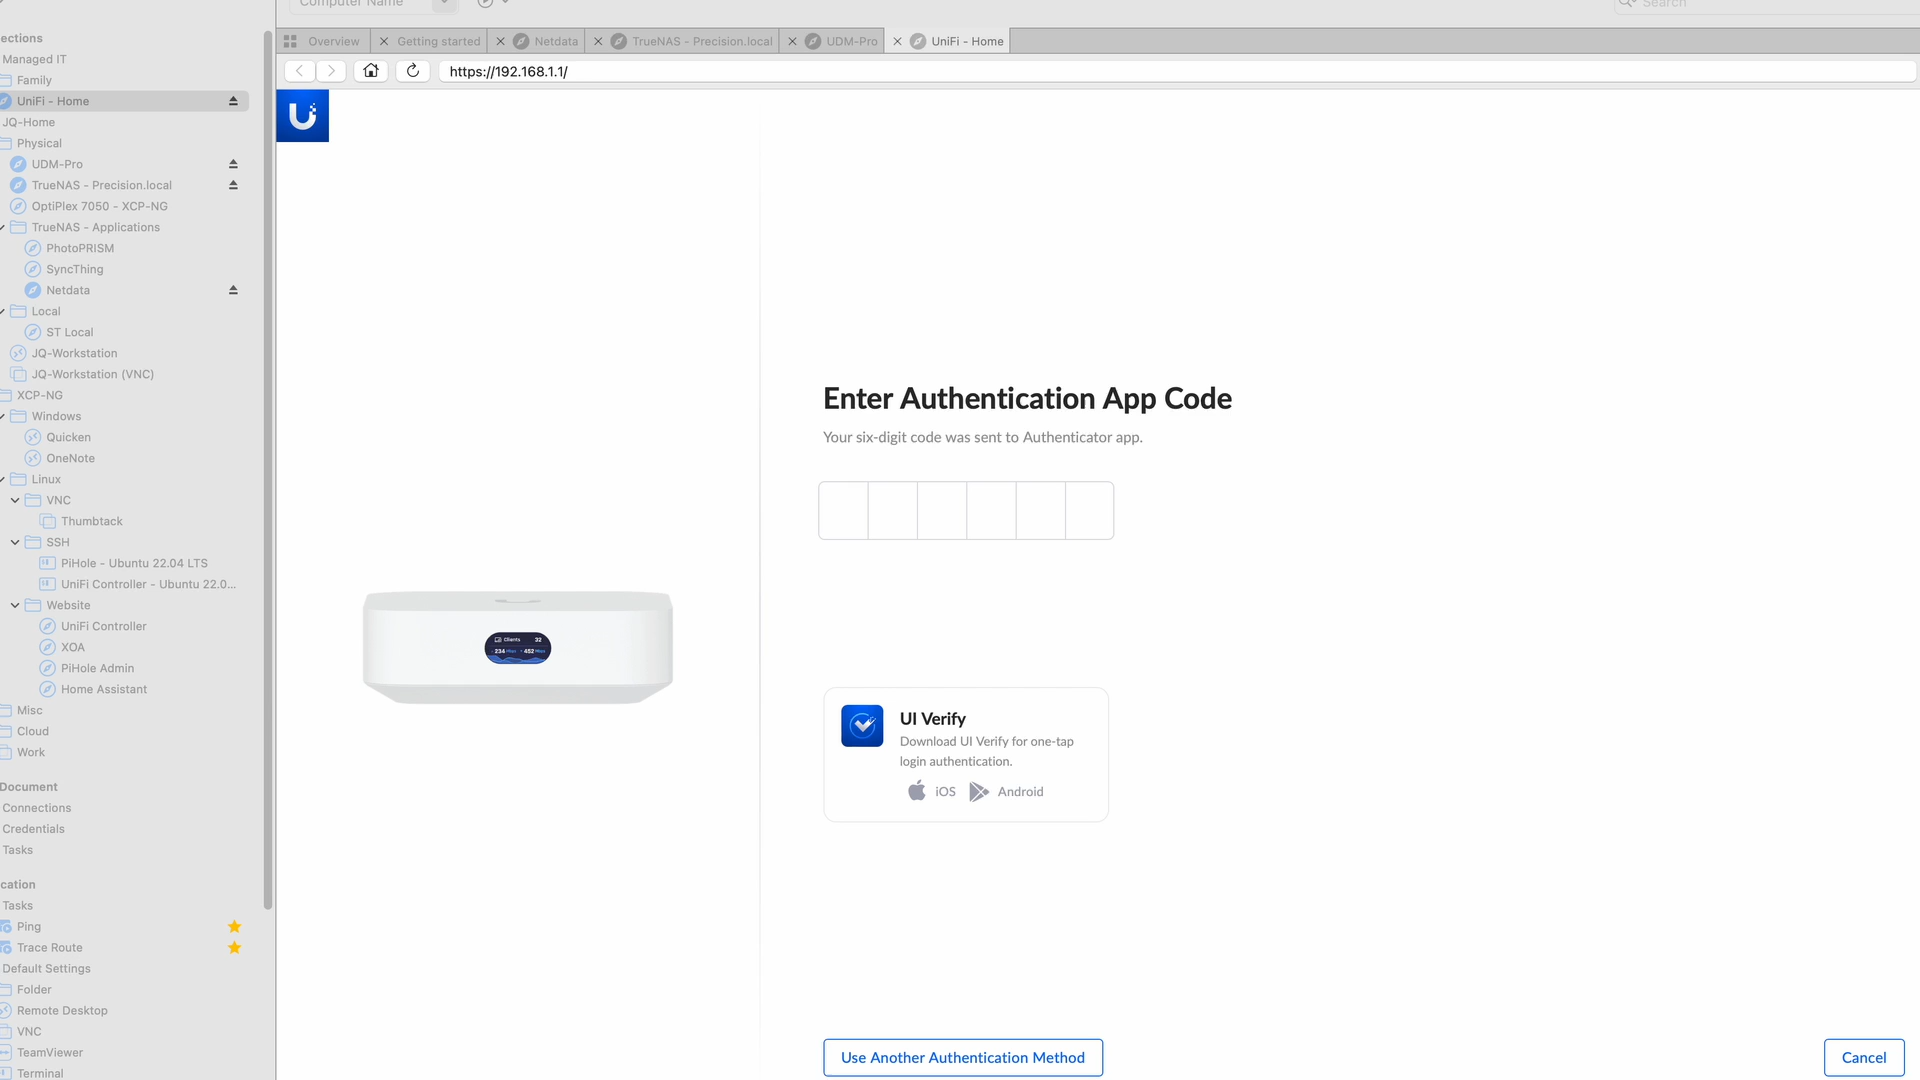 Computer Name
Search
Overview
Getting started
Netdata
TrueNAS - Precision.local
UDM-Pro
UniFi - Home
https://192.168.1.1/
ections
Managed IT
Family
UniFi - Home
JQ-Home
Physical
UDM-Pro
TrueNAS - Precision.local
OptiPlex 7050 - XCP-NG
TrueNAS - Applications
PhotoPRISM
SyncThing
Netdata
Local
ST Local
JQ-Workstation
JQ-Workstation (VNC)
XCP-NG
Windows
Quicken
OneNote
Linux
VNC
Thumbtack
SSH
PiHole - Ubuntu 22.04 LTS
UniFi Controller - Ubuntu 22.0...
Website
UniFi Controller
XOA
PiHole Admin
Home Assistant
Misc
Cloud
Work
Document
Connections
Credentials
Tasks
cation
Tasks
Ping
Trace Route
Default Settings
Folder
Remote Desktop
VNC
TeamViewer
Terminal
Clients 32
234 Mbps 452 Mbps
Enter Authentication App Code
Your six-digit code was sent to Authenticator app.
UI Verify
Download UI Verify for one-tap
login authentication.
iOS Android
Use Another Authentication Method
Cancel